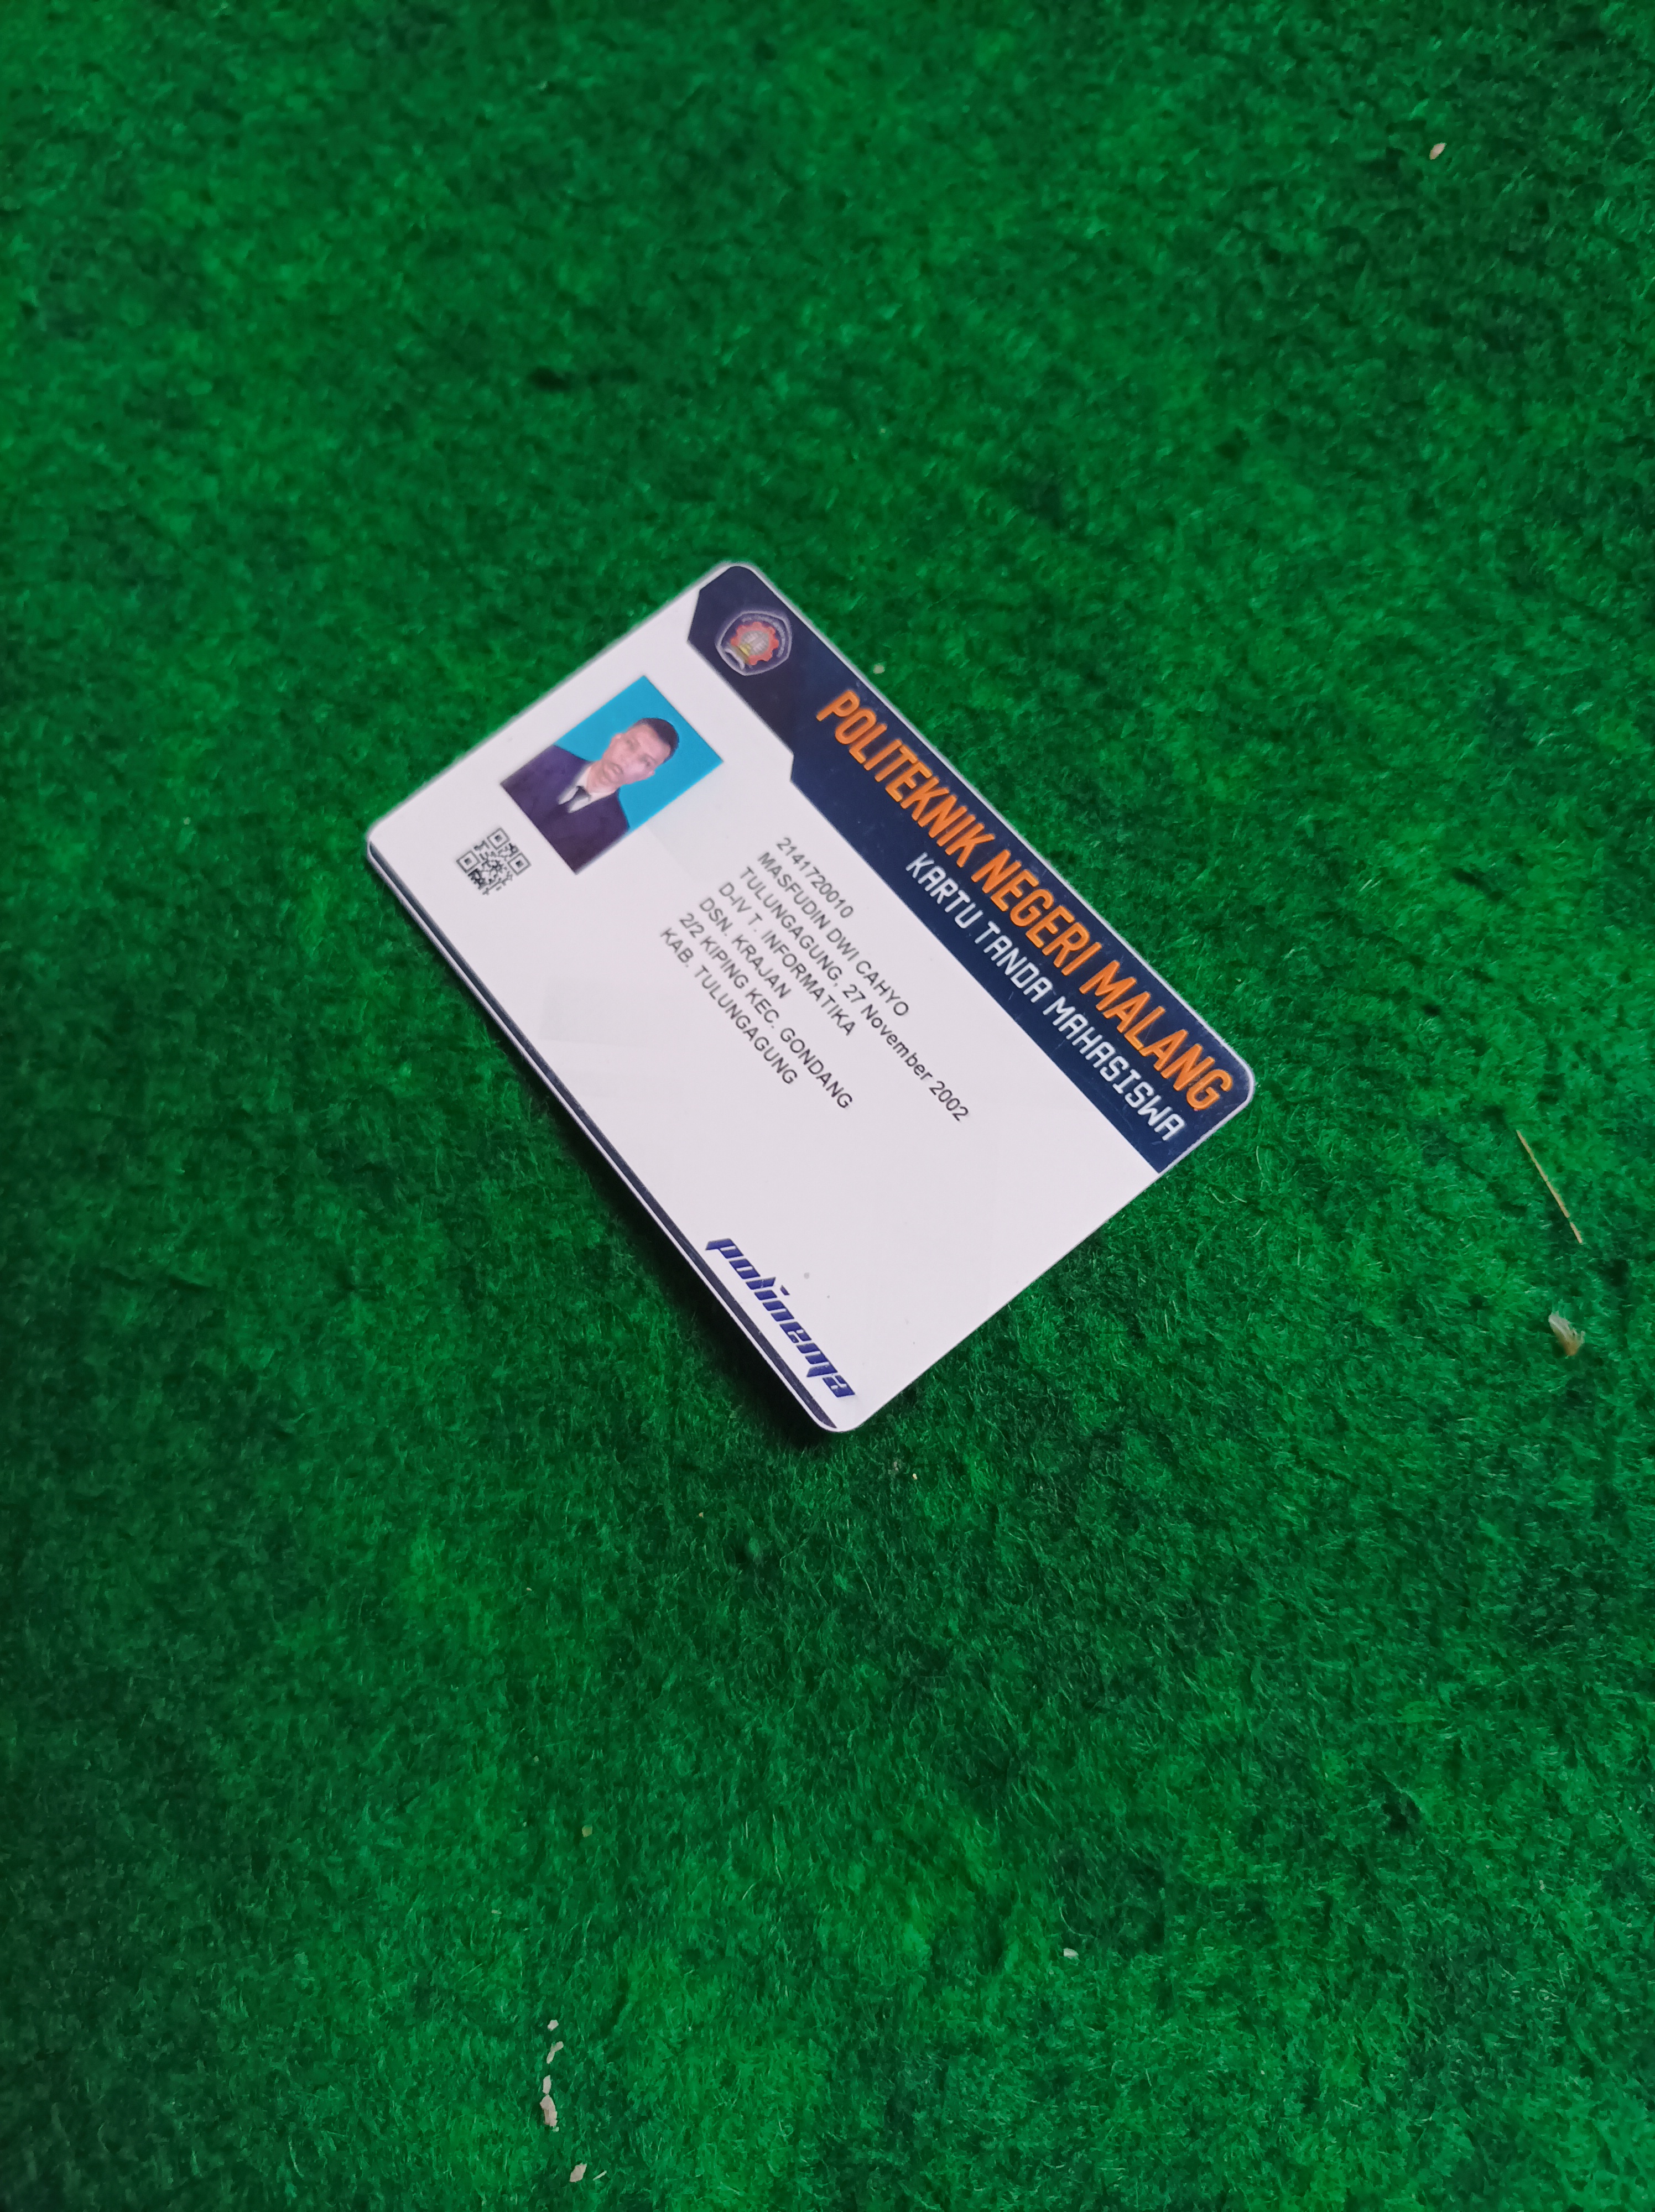 POLITEKNIK NEGERI MALANG
KARTU TANDA MAHASISWA
2141720010
MASFUDIN DWI CAHYO
TULUNGAGUNG, 27 November 2002
D-IV T. INFORMATIKA
DSN. KRAJAN
2/2 KIPING KEC. GONDANG
KAB. TULUNGAGUNG
polinema